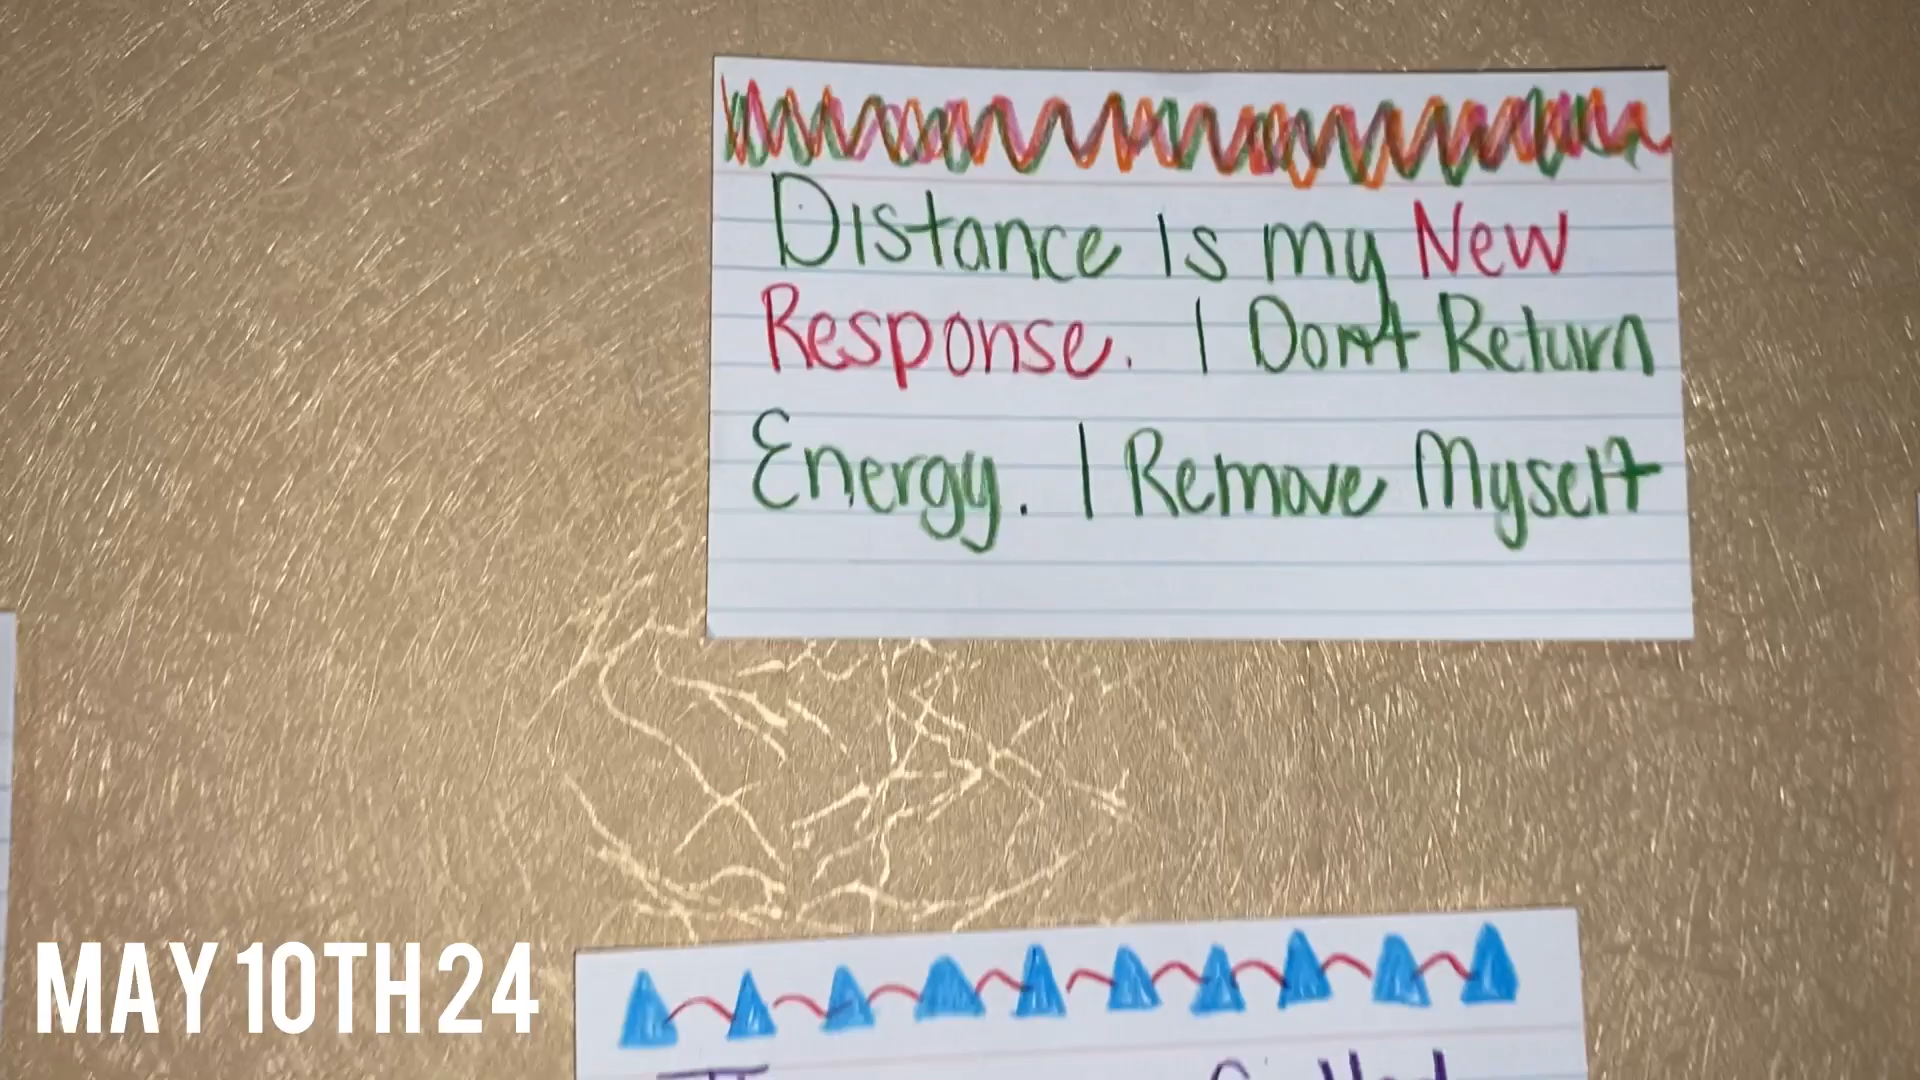 Distance Is my New
Response. I Don't Return
Energy. I Remove Myself
MAY 10TH 24